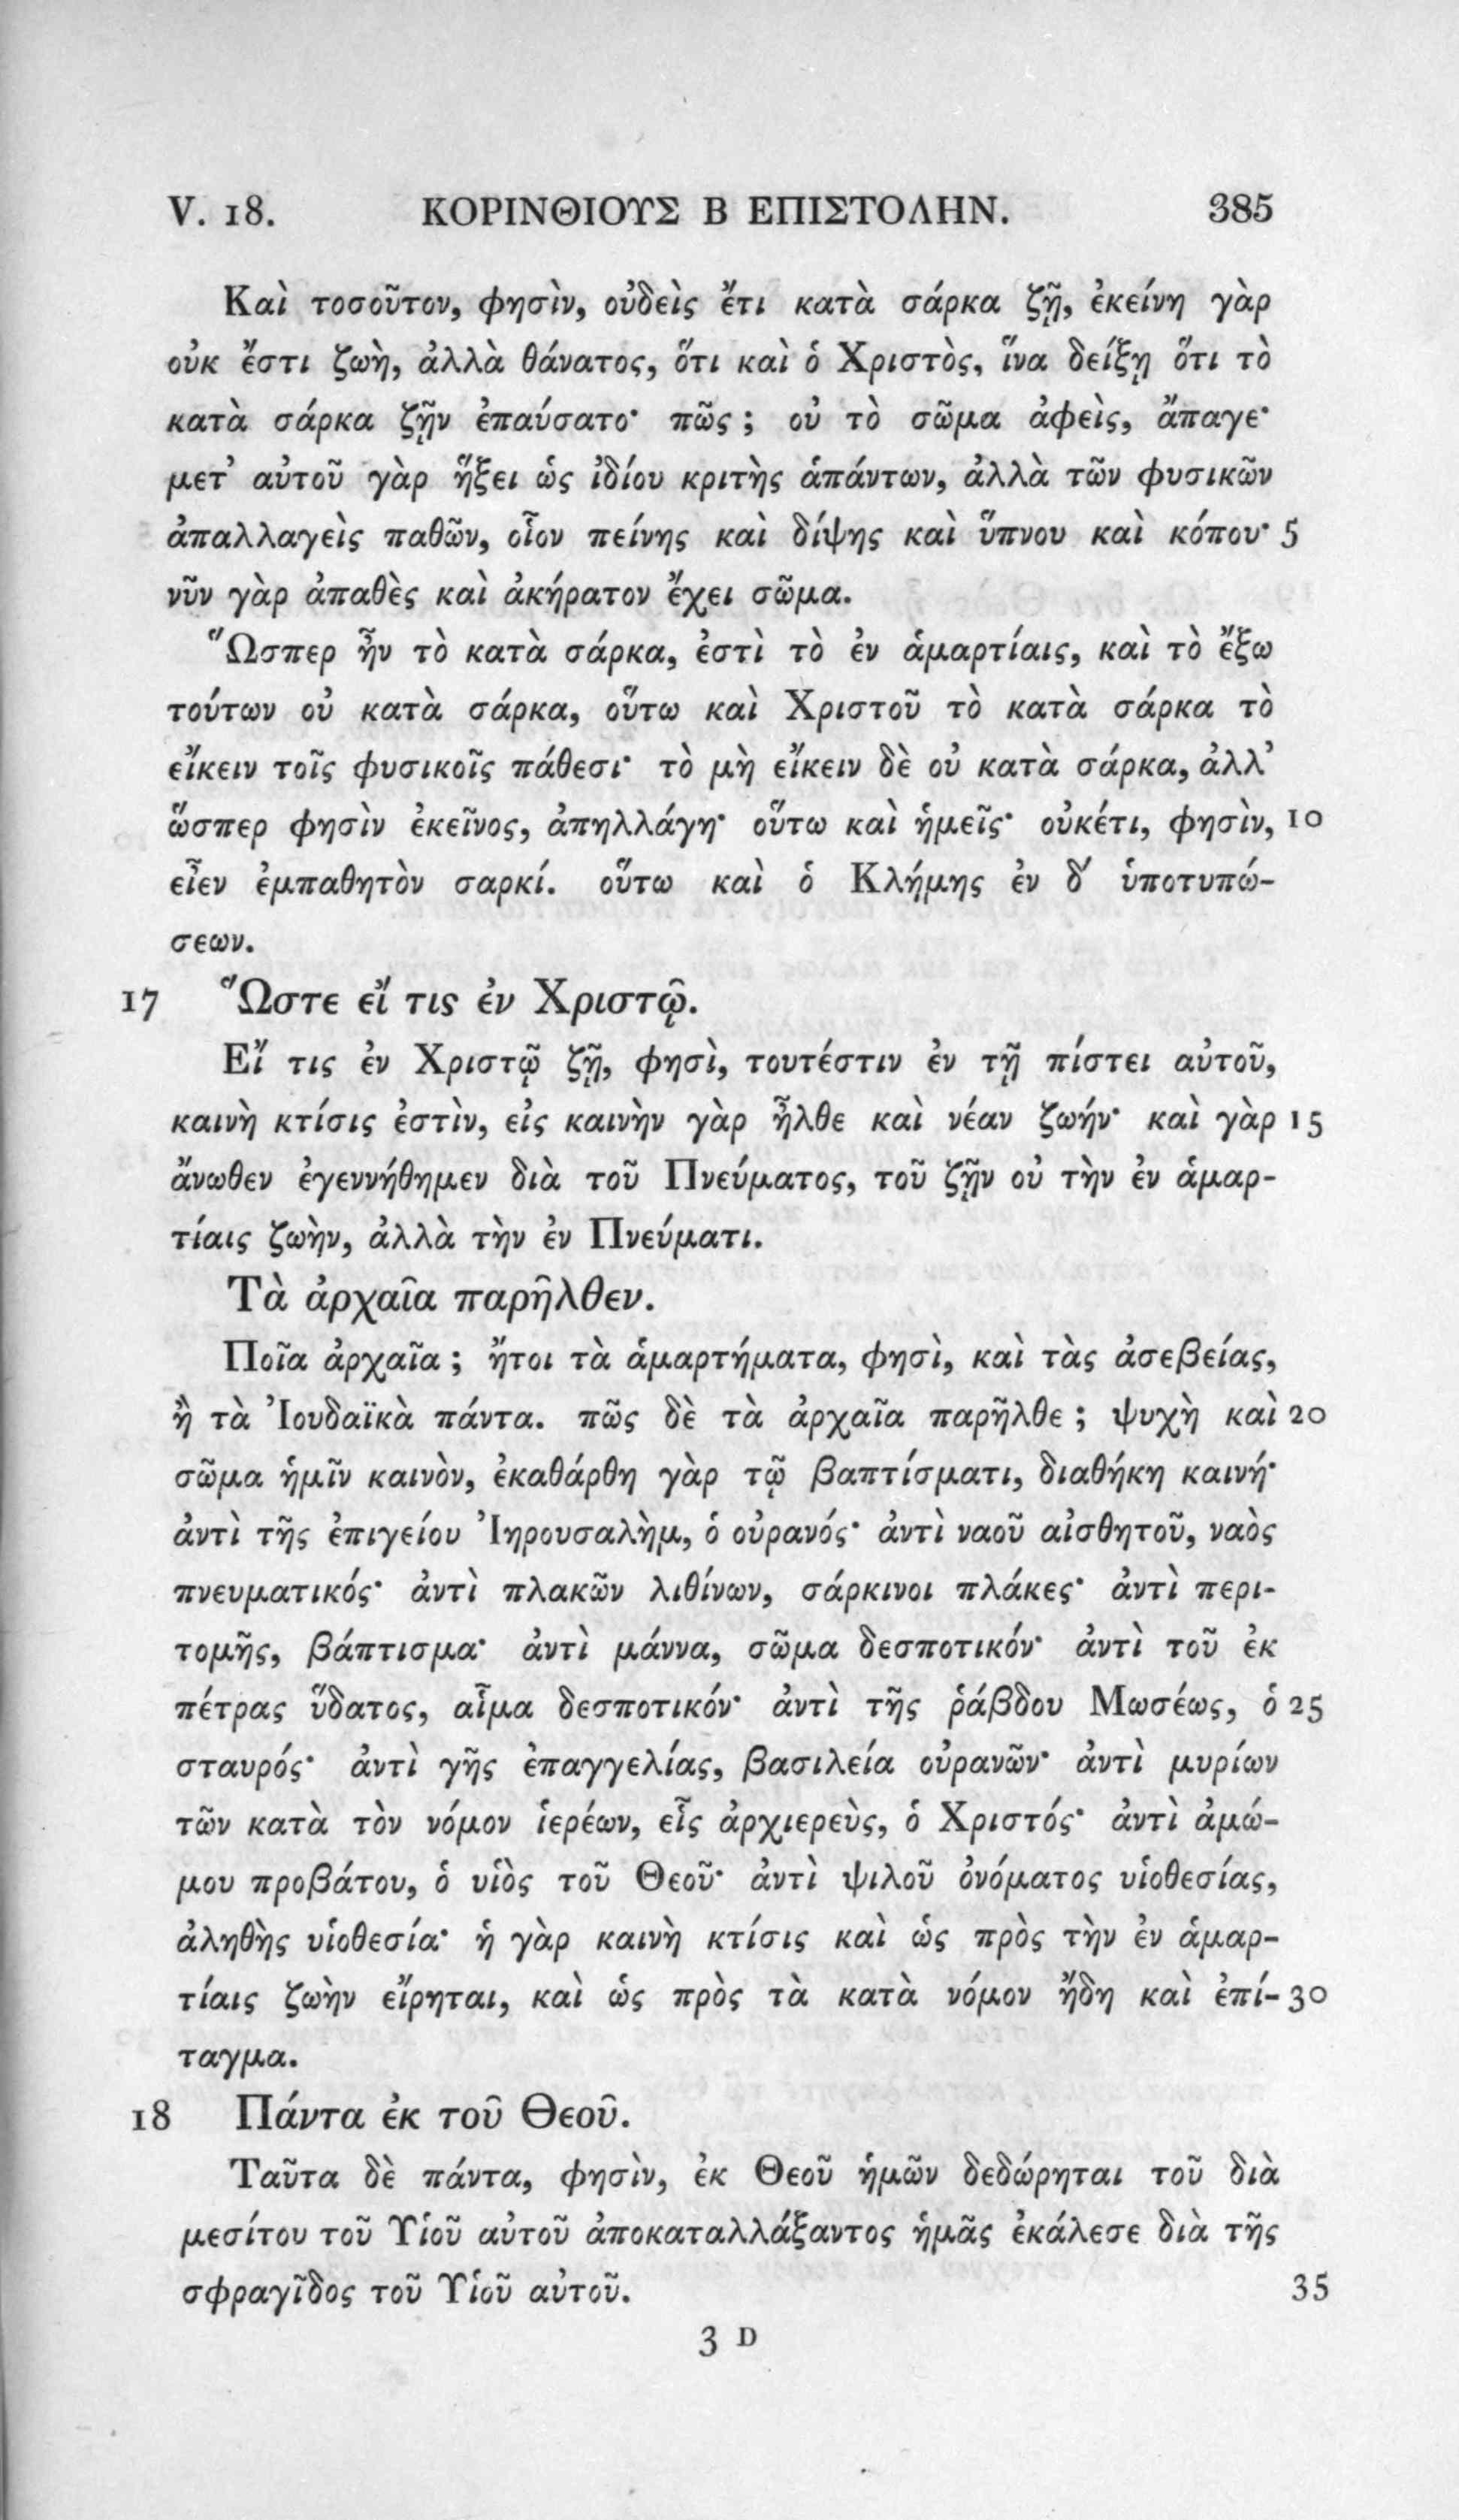 V. 18. ΚΟΡΙΝΘΙΟΥΣ Β ΕΠΙΣΤΟΛΗΝ. 385
Καὶ τοσοῦτον, φησὶν, οὐδεὶς ἔτι κατὰ σάρκα ζῇ, ἐκείνη γὰρ
οὐκ ἔστι ζωὴ, ἀλλὰ θάνατος, ὅτι καὶ ὁ Χριστὸς, ἵνα δείξῃ ὅτι τὸ
κατὰ σάρκα ζῇν ἐπαύσατο· πῶς ; οὐ τὸ σῶμα ἀφεὶς, ἄπαγε·
μετ’ αὐτοῦ γὰρ ἥξει ὡς ἰδίου κριτὴς ἁπάντων, ἀλλὰ τῶν φυσικῶν
ἀπαλλαγεὶς παθῶν, οἷον πείνης καὶ δίψης καὶ ὕπνου καὶ κόπου· 5
νῦν γὰρ ἀπαθὲς καὶ ἀκήρατον ἔχει σῶμα.
Ὥσπερ ἦν τὸ κατὰ σάρκα, ἐστὶ τὸ ἐν ἁμαρτίαις, καὶ τὸ ἔξω
τούτων οὐ κατὰ σάρκα, οὕτω καὶ Χριστοῦ τὸ κατὰ σάρκα τὸ
εἴκειν τοῖς φυσικοῖς πάθεσι· τὸ μὴ εἴκειν δὲ οὐ κατὰ σάρκα, ἀλλ’
ὥσπερ φησὶν ἐκεῖνος, ἀπηλλάγη· οὕτω καὶ ἡμεῖς· οὐκέτι, φησὶν, 10
εἶεν ἐμπαθητὸν σαρκί. οὕτω καὶ ὁ Κλήμης ἐν δ′ ὑποτυπώ-
σεων.
17 Ὥστε εἴ τις ἐν Χριστῷ.
Εἴ τις ἐν Χριστῷ ζῇ, φησὶ, τουτέστιν ἐν τῇ πίστει αὐτοῦ,
καινὴ κτίσις ἐστὶν, εἰς καινὴν γὰρ ἦλθε καὶ νέαν ζωήν· καὶ γὰρ 15
ἄνωθεν ἐγεννήθημεν διὰ τοῦ Πνεύματος, τοῦ ζῇν οὐ τὴν ἐν ἁμαρ-
τίαις ζωὴν, ἀλλὰ τὴν ἐν Πνεύματι.
Τὰ ἀρχαῖα παρῆλθεν.
Ποῖα ἀρχαῖα ; ἤτοι τὰ ἁμαρτήματα, φησὶ, καὶ τὰς ἀσεβείας,
ἢ τὰ Ἰουδαϊκὰ πάντα. πῶς δὲ τὰ ἀρχαῖα παρῆλθε ; ψυχὴ καὶ 20
σῶμα ἡμῖν καινὸν, ἐκαθάρθη γὰρ τῷ βαπτίσματι, διαθήκη καινή·
ἀντὶ τῆς ἐπιγείου Ἰηρουσαλὴμ, ὁ οὐρανός· ἀντὶ ναοῦ αἰσθητοῦ, ναὸς
πνευματικός· ἀντὶ πλακῶν λιθίνων, σάρκινοι πλάκες· ἀντὶ περι-
τομῆς, βάπτισμα· ἀντὶ μάννα, σῶμα δεσποτικόν· ἀντὶ τοῦ ἐκ
πέτρας ὕδατος, αἷμα δεσποτικόν· ἀντὶ τῆς ῥάβδου Μωσέως, ὁ 25
σταυρός· ἀντὶ γῆς ἐπαγγελίας, βασιλεία οὐρανῶν· ἀντὶ μυρίων
τῶν κατὰ τὸν νόμον ἱερέων, εἷς ἀρχιερεὺς, ὁ Χριστός· ἀντὶ ἀμώ-
μου προβάτου, ὁ υἱὸς τοῦ Θεοῦ· ἀντὶ ψιλοῦ ὀνόματος υἱοθεσίας,
ἀληθὴς υἱοθεσία· ἡ γὰρ καινὴ κτίσις καὶ ὡς πρὸς τὴν ἐν ἁμαρ-
τίαις ζωὴν εἴρηται, καὶ ὡς πρὸς τὰ κατὰ νόμον ἤδη καὶ ἐπί- 30
ταγμα.
18 Πάντα ἐκ τοῦ Θεοῦ.
Ταῦτα δὲ πάντα, φησὶν, ἐκ Θεοῦ ἡμῶν δεδώρηται τοῦ διὰ
μεσίτου τοῦ Υἱοῦ αὐτοῦ ἀποκαταλλάξαντος ἡμᾶς ἐκάλεσε διὰ τῆς
σφραγῖδος τοῦ Υἱοῦ αὐτοῦ. 35
3 D